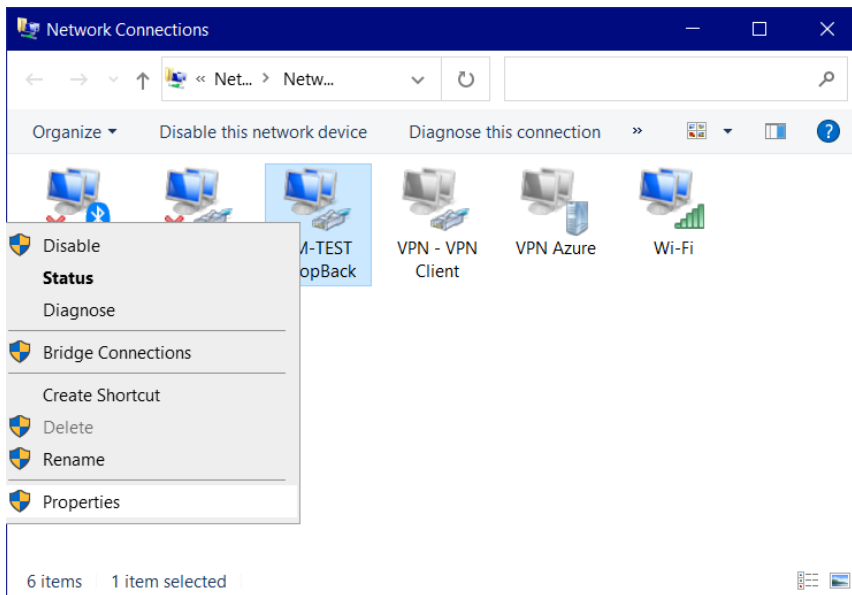 Network Connections
« Net... > Netw...
Organize Disable this network device Diagnose this connection » ?
M-TEST VPN - VPN VPN Azure Wi-Fi
opBack Client
Disable
Status
Diagnose
Bridge Connections
Create Shortcut
Delete
Rename
Properties
6 items 1 item selected